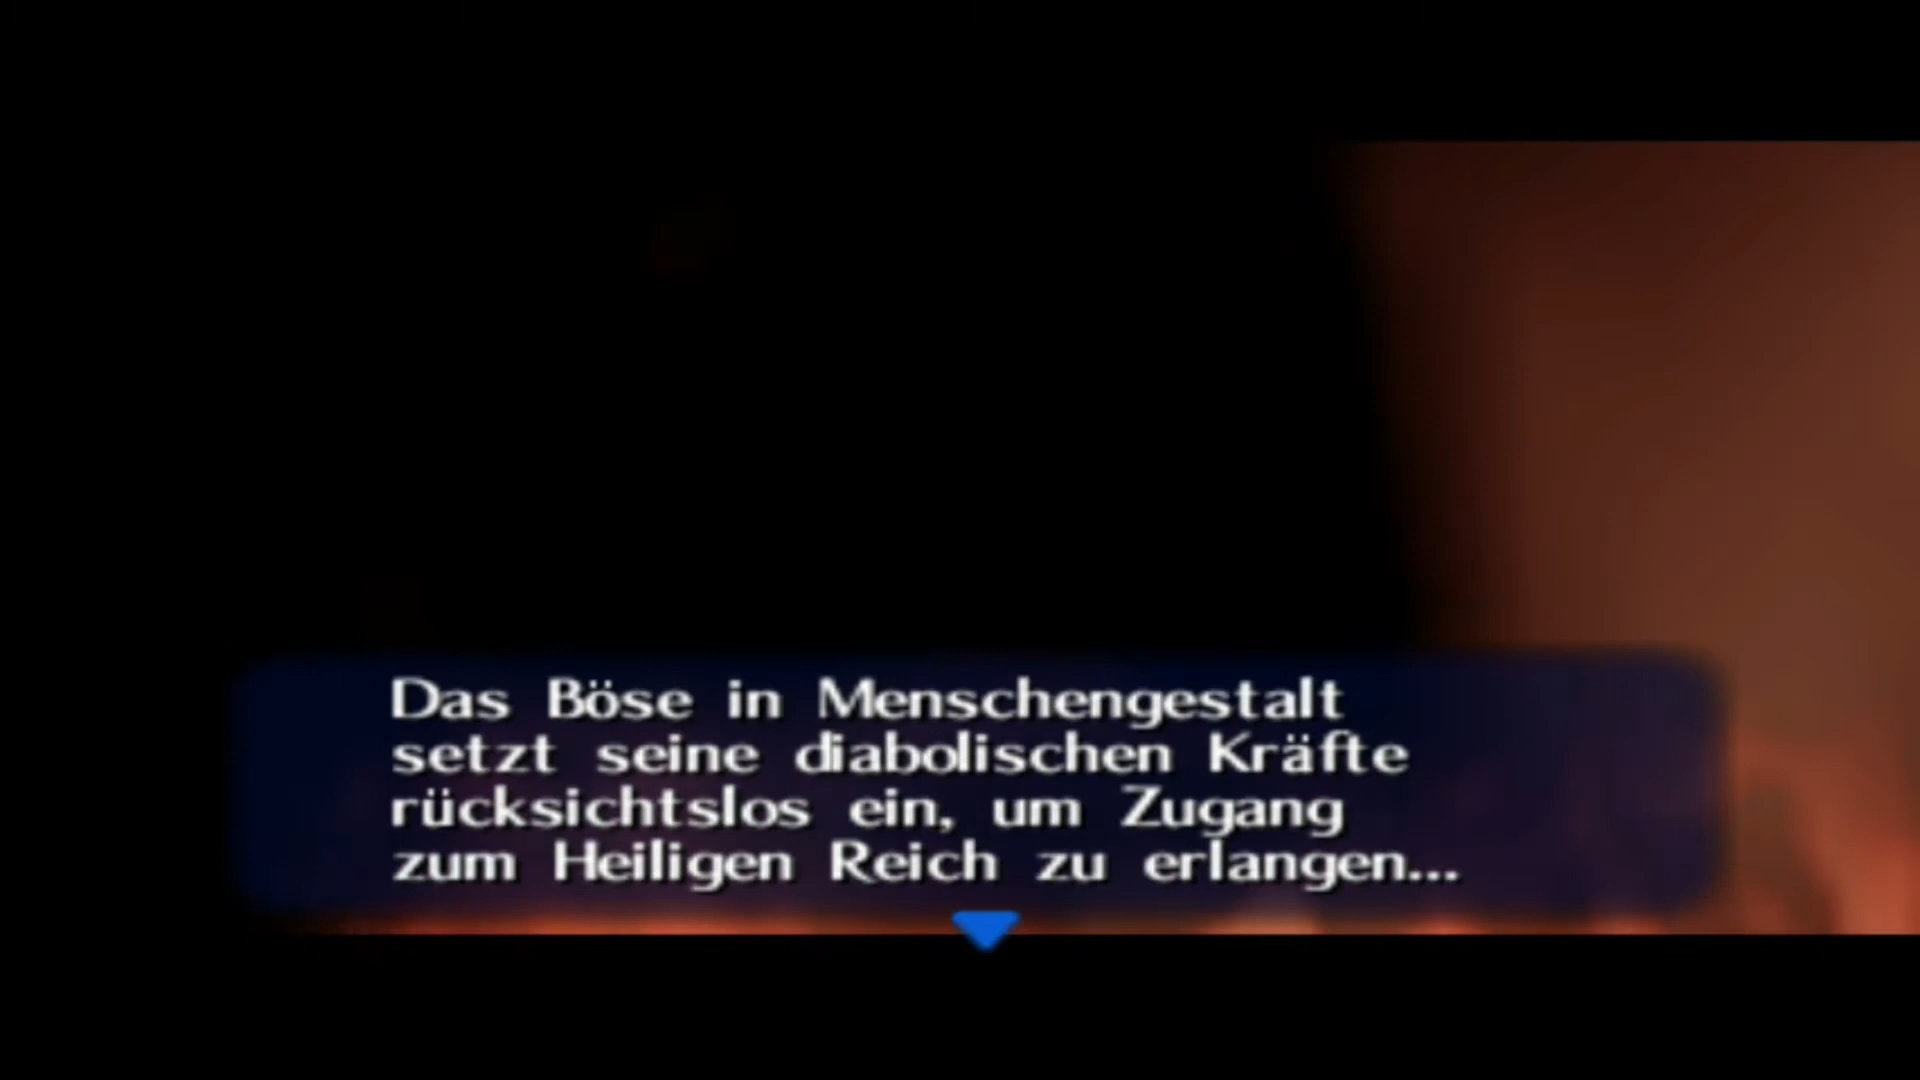 Das Böse in Menschengestalt
setzt seine diabolischen Kräfte
rücksichtslos ein, um Zugang
zum Heiligen Reich zu erlangen...